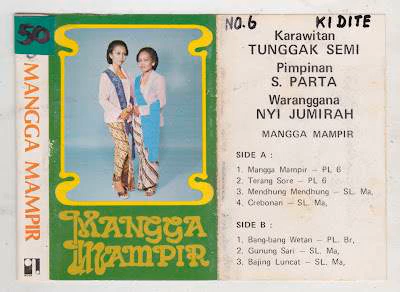 50
MANGGA MAMPIR
MANGGA
MAMPIR
NO.6 KI DITE
Karawitan
TUNGGAK SEMI
Pimpinan
S. PARTA
Waranggana
NYI JUMIRAH
MANGGA MAMPIR
SIDE A :
1. Mangga Mampir — PL 6
2. Terang Sore — PL 6
3. Mendhung Mendhung — SL. Ma,
4. Crebonan — SL. Ma,
SIDE B :
1. Bang-bang Wetan — PL. Br,
2. Gunung Sari — SL. Ma,
3. Bajing Luncat — SL. Ma,